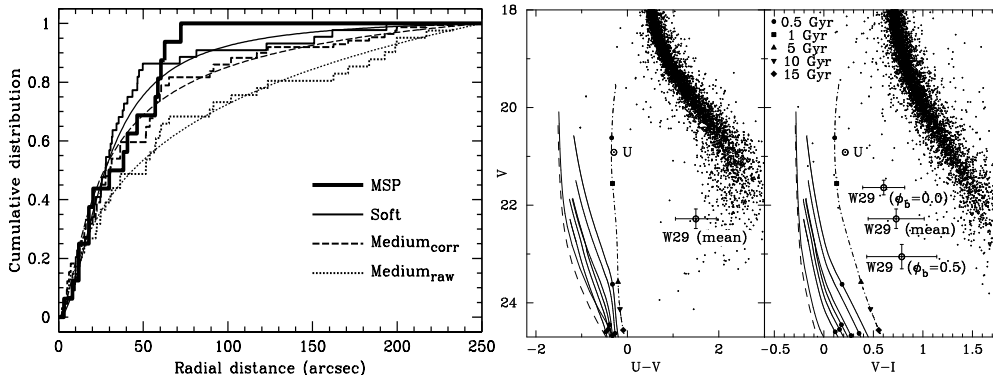 1
0.8
0.6
0.4
0.2
0
0 50 100 150 200 250
Cumulative distribution
Radial distance (arcsec)
MSP
Soft
Medium_corr
Medium_raw
18
20
22
24
V
-2 0 2
U-V
U
W29 (mean)
0.5 Gyr
1 Gyr
5 Gyr
10 Gyr
15 Gyr
U
W29 (ϕ_b=0.0)
W29 (mean)
W29 (ϕ_b=0.5)
-0.5 0 0.5 1 1.5
V-I